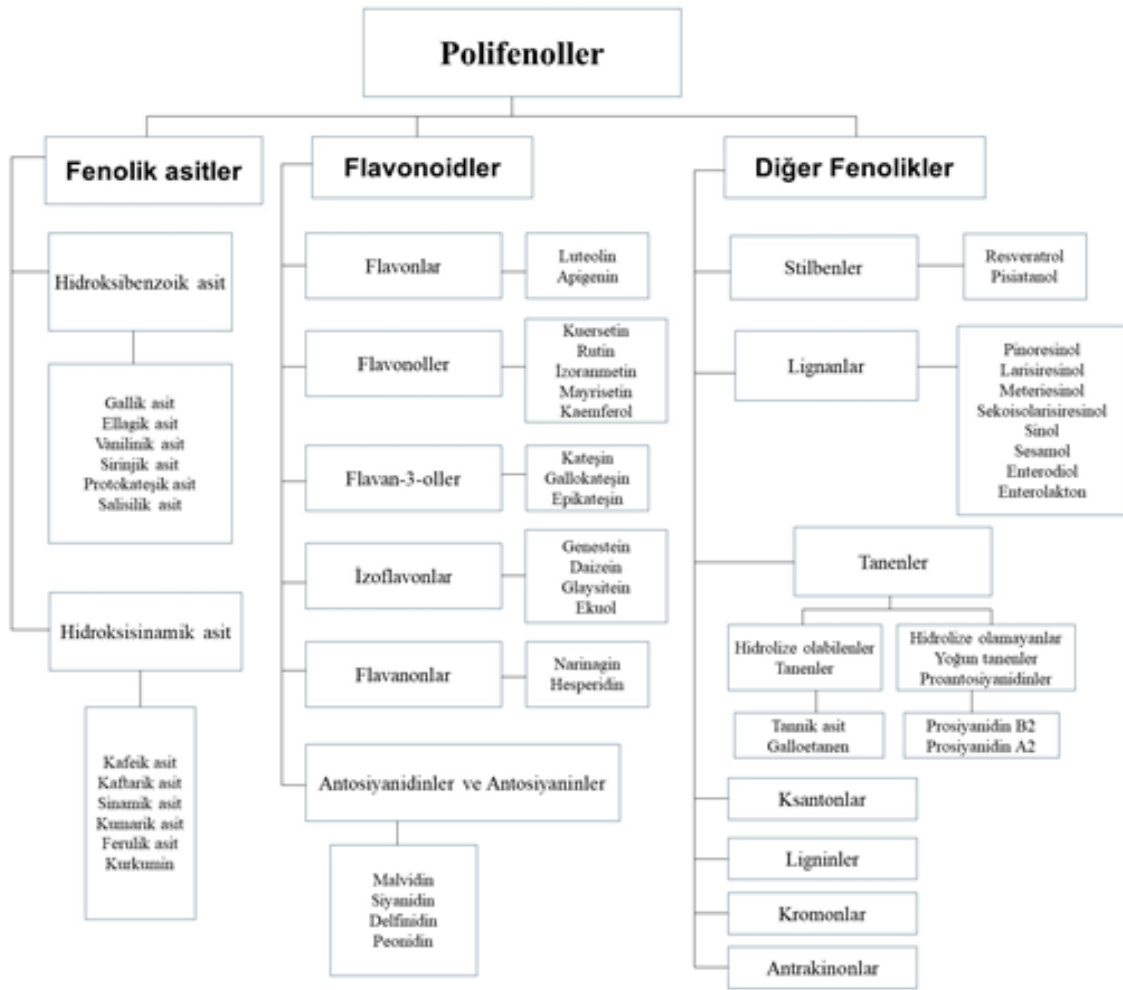 Polifenoller
Fenolik asitler
Hidroksibenzoik asit
Gallik asit
Ellagik asit
Vanilinik asit
Sirinjik asit
Protokateşik asit
Salisilik asit
Hidroksisinamik asit
Kafeik asit
Kaftarik asit
Sinamik asit
Kumarik asit
Ferulik asit
Kurkumin
Flavonoidler
Flavonlar
Luteolin
Apigenin
Flavonoller
Kuersetin
Rutin
İzoranmetin
Mayrisetin
Kaemferol
Flavan-3-oller
Kateşin
Gallokateşin
Epikateşin
İzoflavonlar
Genestein
Daizein
Glaysitein
Ekuol
Flavanonlar
Narinagin
Hesperidin
Antosiyanidinler ve Antosiyaninler
Malvidin
Siyanidin
Delfinidin
Peonidin
Diğer Fenolikler
Stilbenler
Resveratrol
Pisiatanol
Lignanlar
Pinoresinol
Larisiresinol
Meteriesinol
Sekoisolarisiresinol
Sinol
Sesamol
Enterodiol
Enterolakton
Tanenler
Hidrolize olabilenler
Tanenler
Tannik asit
Galloetanen
Hidrolize olamayanlar
Yoğun tanenler
Proantosiyanidinler
Prosiyanidin B2
Prosiyanidin A2
Ksantonlar
Ligninler
Kromonlar
Antrakinonlar